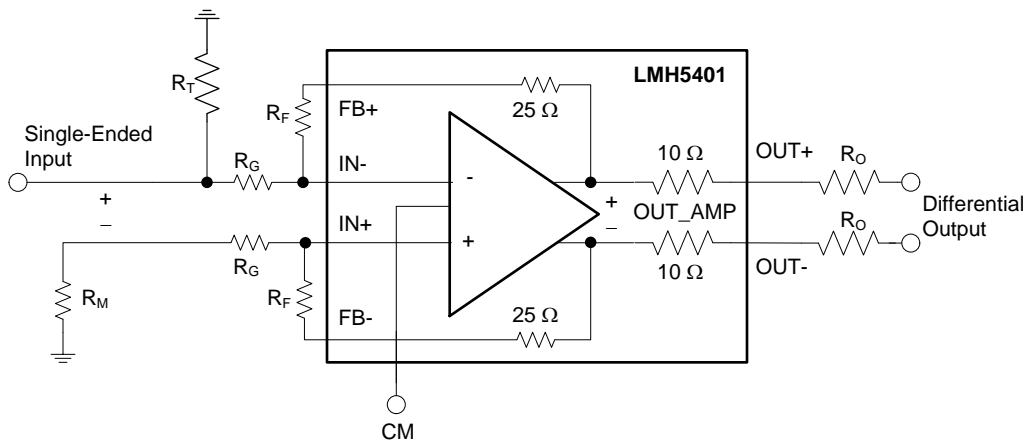 LMH5401
R_T
R_F
FB+
25 Ω
Single-Ended
Input
R_G
IN-
10 Ω
OUT+
R_O
+
-
+
OUT_AMP
Differential
Output
–
IN+
+
–
R_G
10 Ω
OUT-
R_O
R_M
R_F
FB-
25 Ω
CM